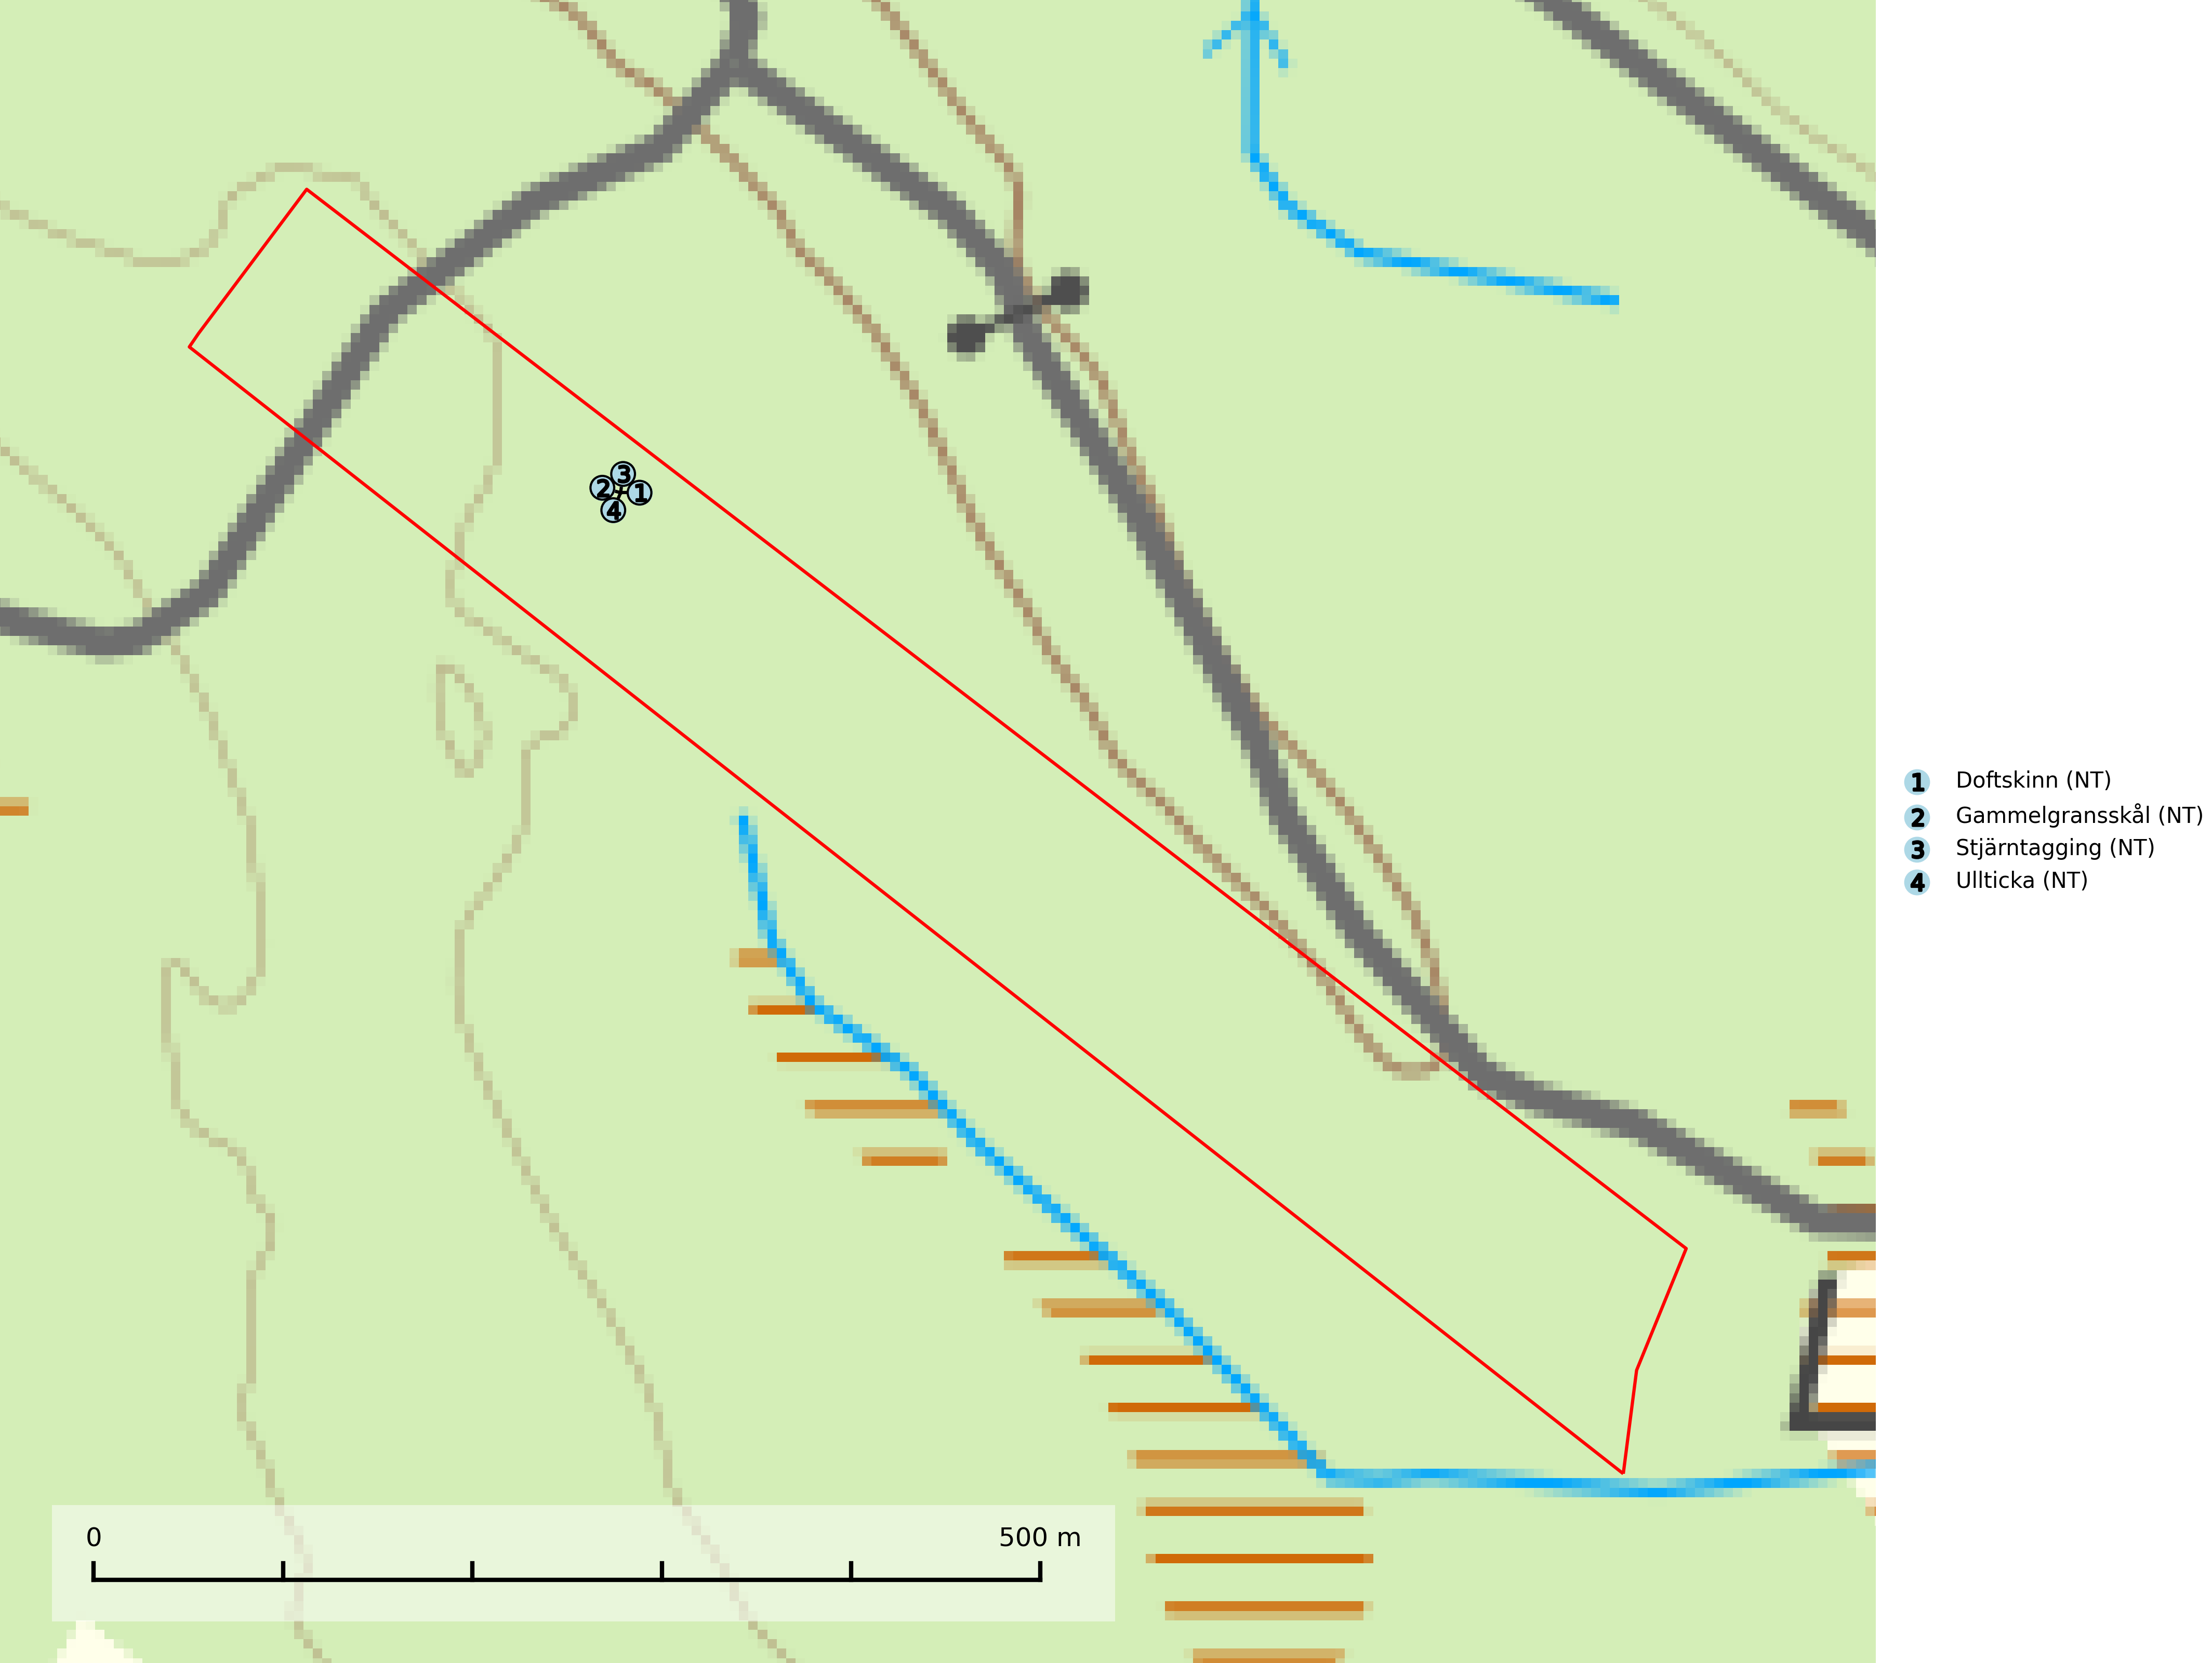 3
2 1
4
1 Doftskinn (NT)
2 Gammelgransskål (NT)
3 Stjärntagging (NT)
4 Ullticka (NT)
0 500 m